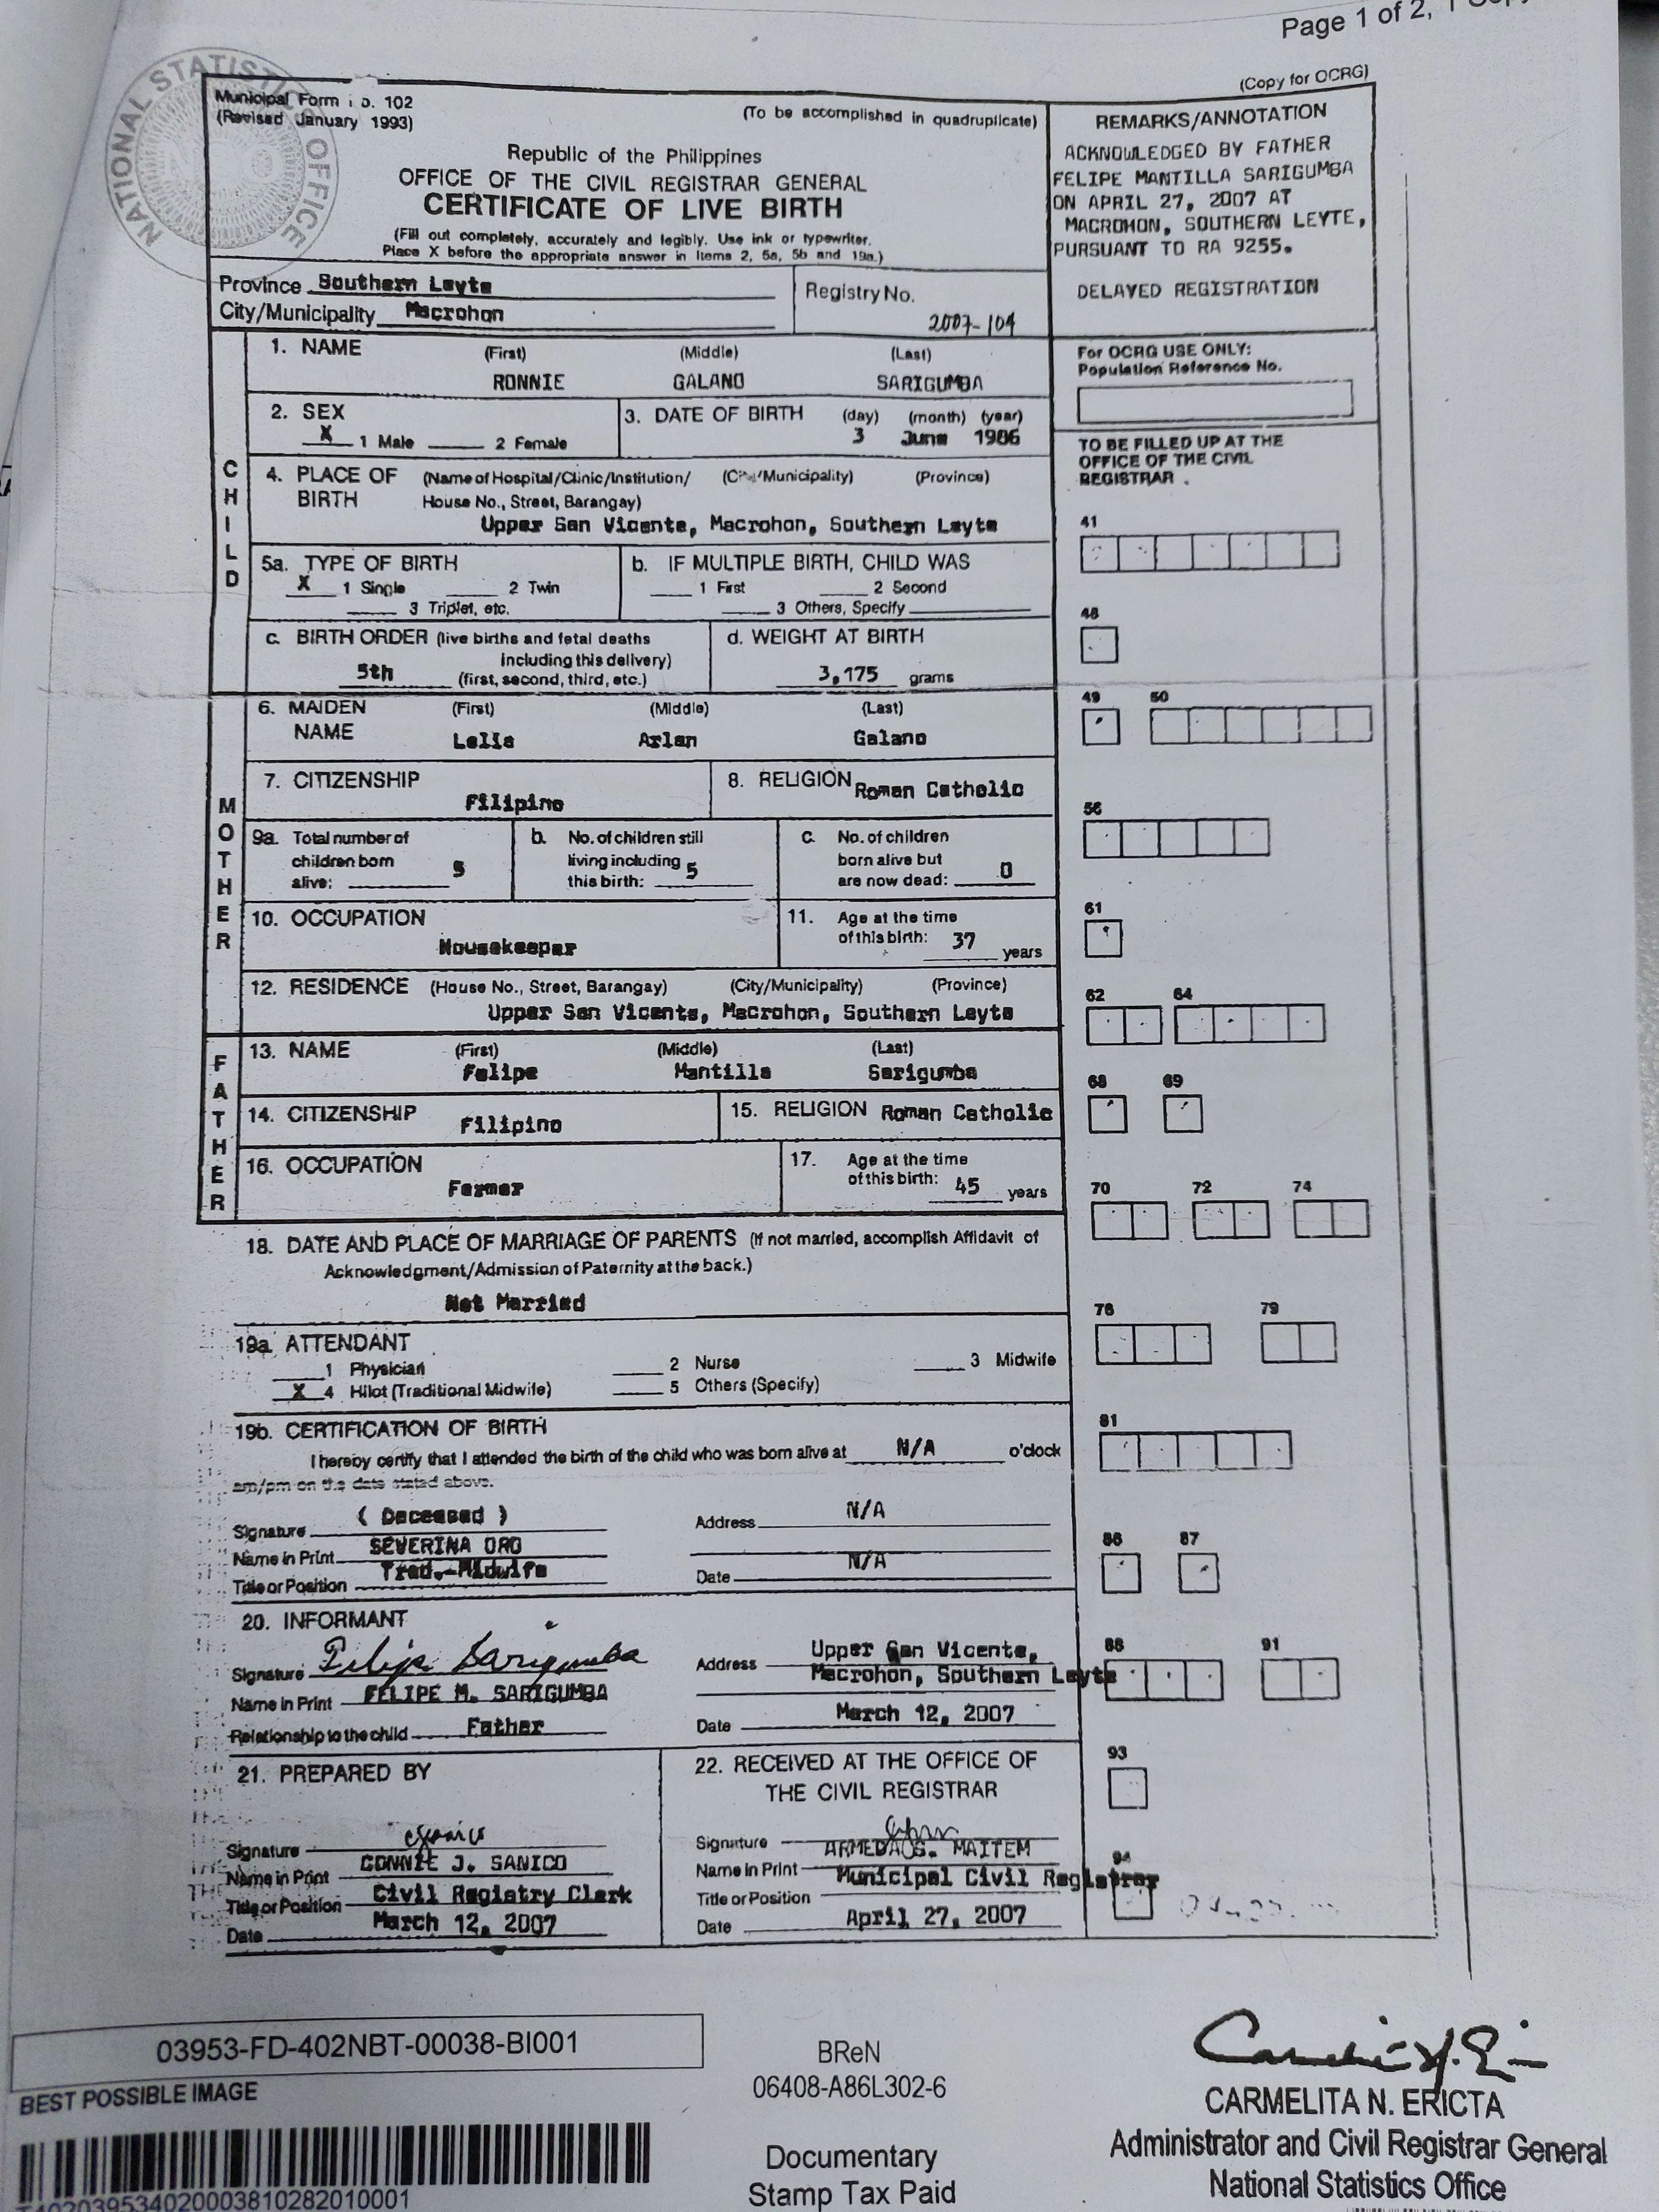 Page 1 of 2, 1
(Copy for OCRG)
NATIONAL STATISTICS OFFICE
Municipal Form No. 102
(Revised January 1993)
(To be accomplished in quadruplicate)
Republic of the Philippines
OFFICE OF THE CIVIL REGISTRAR GENERAL
CERTIFICATE OF LIVE BIRTH
(Fill out completely, accurately and legibly. Use ink or typewriter.
Place X before the appropriate answer in Items 2, 5a, 5b and 19a.)
REMARKS/ANNOTATION
ACKNOWLEDGED BY FATHER
FELIPE MANTILLA SARIGUMBA
ON APRIL 27, 2007 AT
MACROHON, SOUTHERN LEYTE,
PURSUANT TO RA 9255.
DELAYED REGISTRATION
Province Southern Leyte
City/Municipality Macrohon
Registry No.
2007-104
For OCRG USE ONLY:
Population Reference No.
TO BE FILLED UP AT THE
OFFICE OF THE CIVIL
REGISTRAR .
CHILD
1. NAME (First) (Middle) (Last)
RONNIE GALANO SARIGUMBA
2. SEX
X 1 Male 2 Female
3. DATE OF BIRTH (day) (month) (year)
3 June 1986
4. PLACE OF (Name of Hospital/Clinic/Institution/ (City/Municipality) (Province)
BIRTH House No., Street, Barangay)
Upper San Vicente, Macrohon, Southern Leyte
41
5a. TYPE OF BIRTH
X 1 Single 2 Twin
3 Triplet, etc.
b. IF MULTIPLE BIRTH, CHILD WAS
1 First 2 Second
3 Others, Specify
48
c. BIRTH ORDER (live births and fetal deaths
including this delivery)
5th (first, second, third, etc.)
d. WEIGHT AT BIRTH
3,175 grams
MOTHER
6. MAIDEN (First) (Middle) (Last)
NAME Lelia Arlan Galano
49 50
7. CITIZENSHIP
Filipino
8. RELIGION Roman Catholic
56
9a. Total number of
children born
alive: 5
b. No. of children still
living including
this birth: 5
c. No. of children
born alive but
are now dead: 0
10. OCCUPATION
Housekeeper
11. Age at the time
of this birth: 37
years
61
12. RESIDENCE (House No., Street, Barangay) (City/Municipality) (Province)
Upper San Vicente, Macrohon, Southern Leyte
62 64
FATHER
13. NAME (First) (Middle) (Last)
Felipe Mantilla Sarigumba
68 69
14. CITIZENSHIP Filipino
15. RELIGION Roman Catholic
16. OCCUPATION
Farmer
17. Age at the time
of this birth: 45 years
70 72 74
18. DATE AND PLACE OF MARRIAGE OF PARENTS (If not married, accomplish Affidavit of
Acknowledgment/Admission of Paternity at the back.)
Not Married
76 79
19a. ATTENDANT
1 Physician 2 Nurse 3 Midwife
X 4 Hilot (Traditional Midwife) 5 Others (Specify)
19b. CERTIFICATION OF BIRTH
I hereby certify that I attended the birth of the child who was born alive at N/A o'clock
am/pm on the date stated above.
81
Signature ( Deceased )
Name in Print SEVERINA ORO
Title or Position Trad.-Midwife
Address N/A
Date N/A
86 87
20. INFORMANT
Signature Felipe Sarigumba
Name in Print FELIPE M. SARIGUMBA
Relationship to the child Father
Address Upper San Vicente,
Macrohon, Southern Leyte
Date March 12, 2007
88 91
21. PREPARED BY
Signature
Name in Print CONNIE J. SANICO
Title or Position Civil Registry Clerk
Date March 12, 2007
22. RECEIVED AT THE OFFICE OF
THE CIVIL REGISTRAR
Signature
Name in Print ARMEDA S. MAITEM
Title or Position Municipal Civil Registrar
Date April 27, 2007
93
94
03953-FD-402NBT-00038-BI001
BEST POSSIBLE IMAGE
T402039534020003810282010001
BReN
06408-A86L302-6
Documentary
Stamp Tax Paid
CARMELITA N. ERICTA
Administrator and Civil Registrar General
National Statistics Office